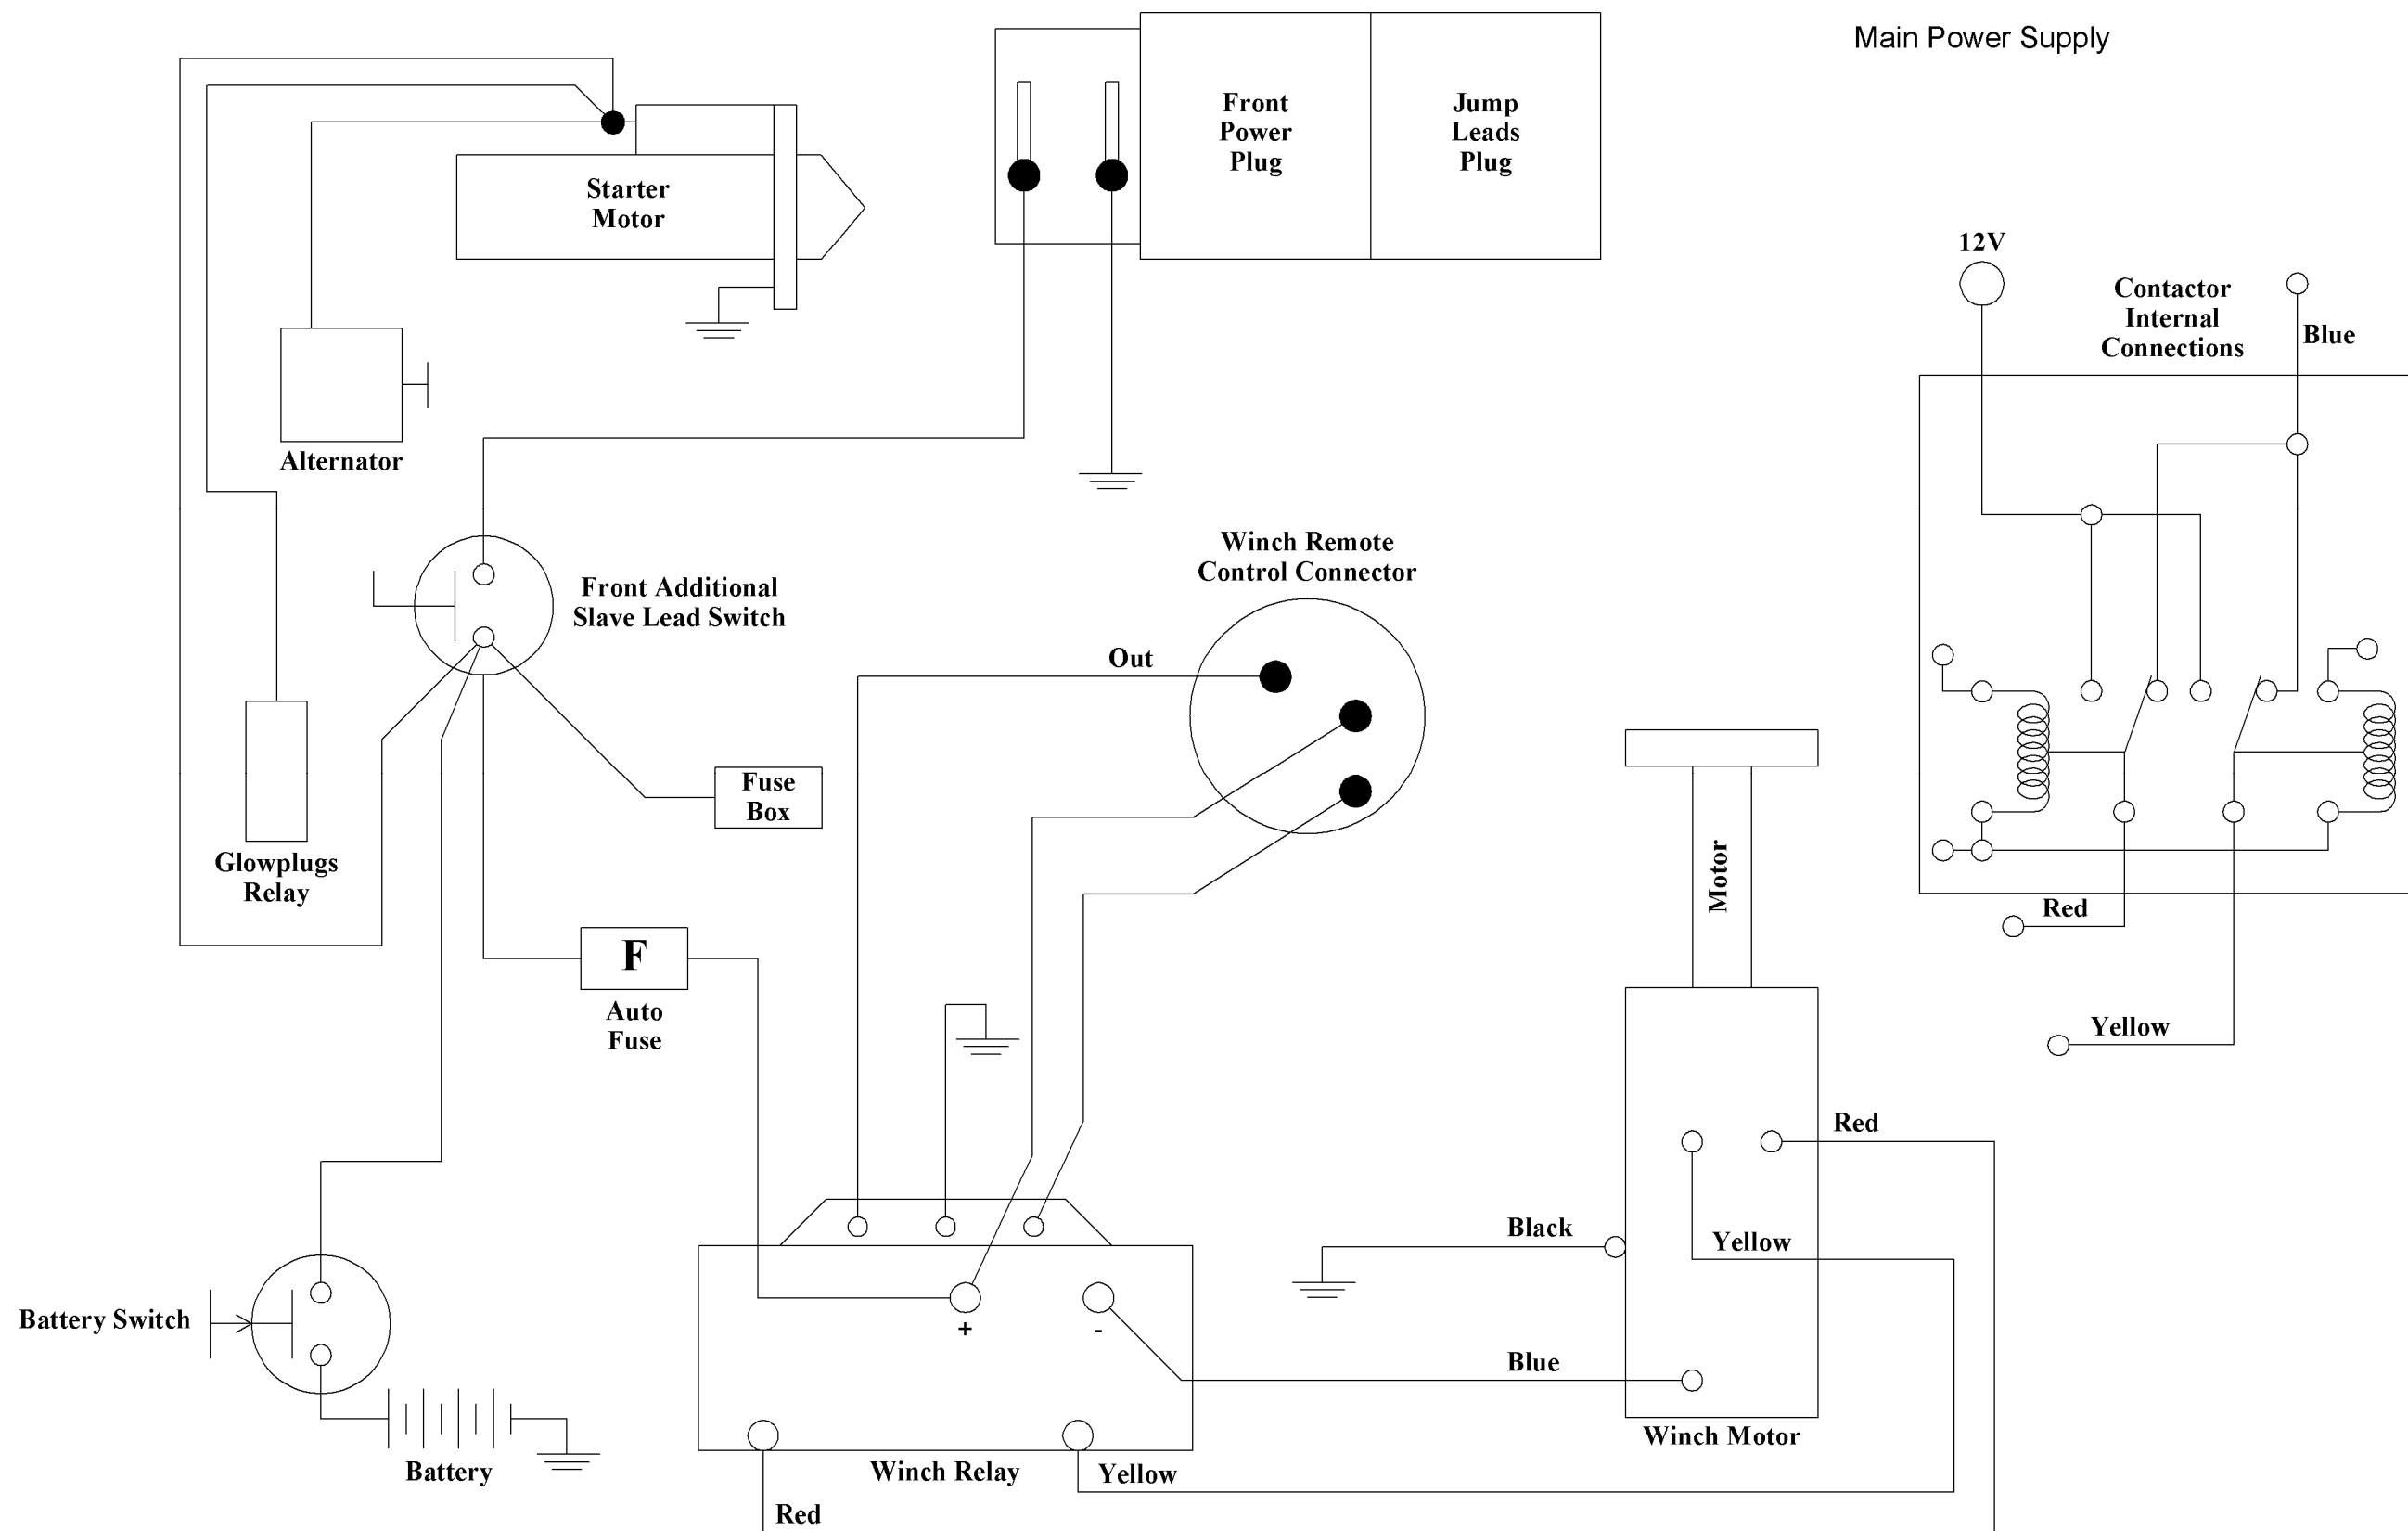 Main Power Supply
Front
Power
Plug
Jump
Leads
Plug
Starter
Motor
12V
Contactor
Internal
Connections
Blue
Alternator
Winch Remote
Control Connector
Front Additional
Slave Lead Switch
Out
Fuse
Box
Glowplugs
Relay
Motor
Red
F
Auto
Fuse
Yellow
Red
Black
Yellow
Battery Switch
+
-
Blue
Battery
Winch Relay
Yellow
Winch Motor
Red